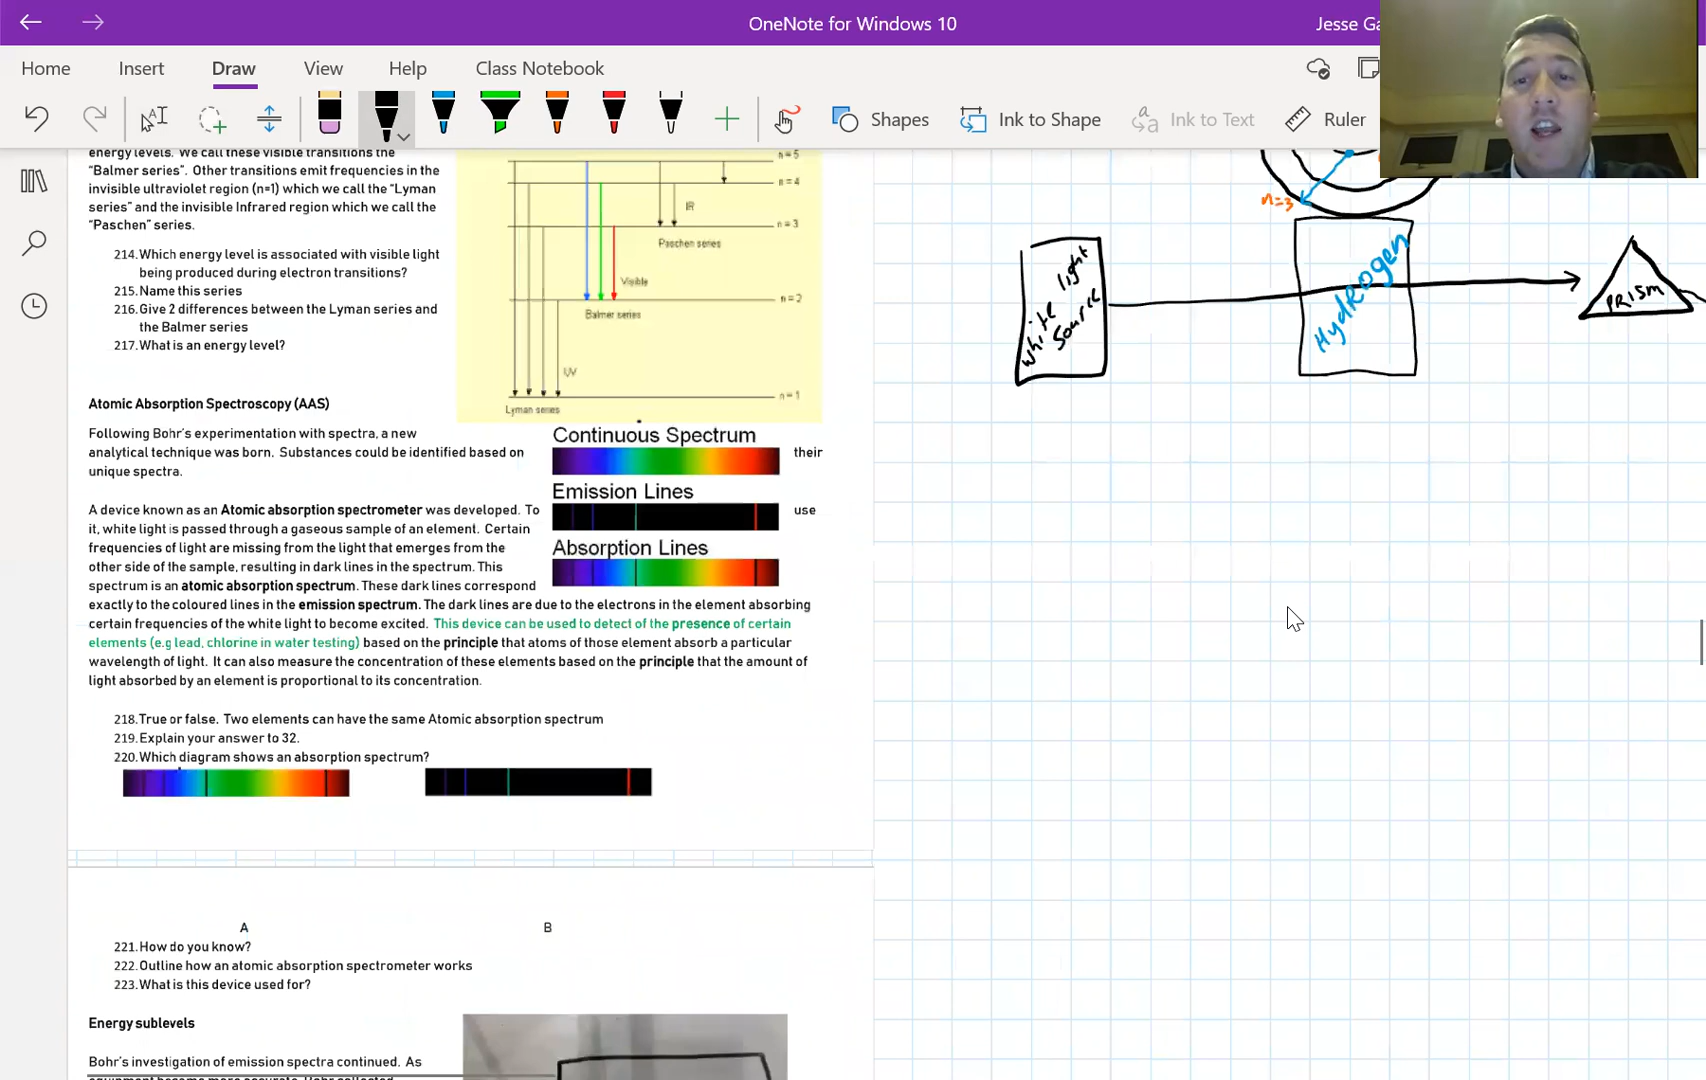 OneNote for Windows 10
Jesse Ga
Home Insert Draw View Help Class Notebook
Shapes Ink to Shape Ink to Text Ruler
energy levels. We call these visible transitions the
“Balmer series”. Other transitions emit frequencies in the
invisible ultraviolet region (n=1) which we call the “Lyman
series” and the invisible Infrared region which we call the
“Paschen” series.
214.Which energy level is associated with visible light
being produced during electron transitions?
215.Name this series
216.Give 2 differences between the Lyman series and
the Balmer series
217.What is an energy level?
n=5
n=4
IR
n=3
Paschen series
Visible
n=2
Balmer series
UV
n=1
Lyman series
Atomic Absorption Spectroscopy (AAS)
Following Bohr’s experimentation with spectra, a new
analytical technique was born. Substances could be identified based on their
unique spectra.
Continuous Spectrum
Emission Lines
Absorption Lines
A device known as an Atomic absorption spectrometer was developed. To use
it, white light is passed through a gaseous sample of an element. Certain
frequencies of light are missing from the light that emerges from the
other side of the sample, resulting in dark lines in the spectrum. This
spectrum is an atomic absorption spectrum. These dark lines correspond
exactly to the coloured lines in the emission spectrum. The dark lines are due to the electrons in the element absorbing
certain frequencies of the white light to become excited. This device can be used to detect of the presence of certain
elements (e.g lead, chlorine in water testing) based on the principle that atoms of those element absorb a particular
wavelength of light. It can also measure the concentration of these elements based on the principle that the amount of
light absorbed by an element is proportional to its concentration.
218.True or false. Two elements can have the same Atomic absorption spectrum
219.Explain your answer to 32.
220.Which diagram shows an absorption spectrum?
A B
221.How do you know?
222.Outline how an atomic absorption spectrometer works
223.What is this device used for?
Energy sublevels
Bohr’s investigation of emission spectra continued. As
equipment became more accurate, Bohr collected
n=3
white light
source
Hydrogen
PRISM